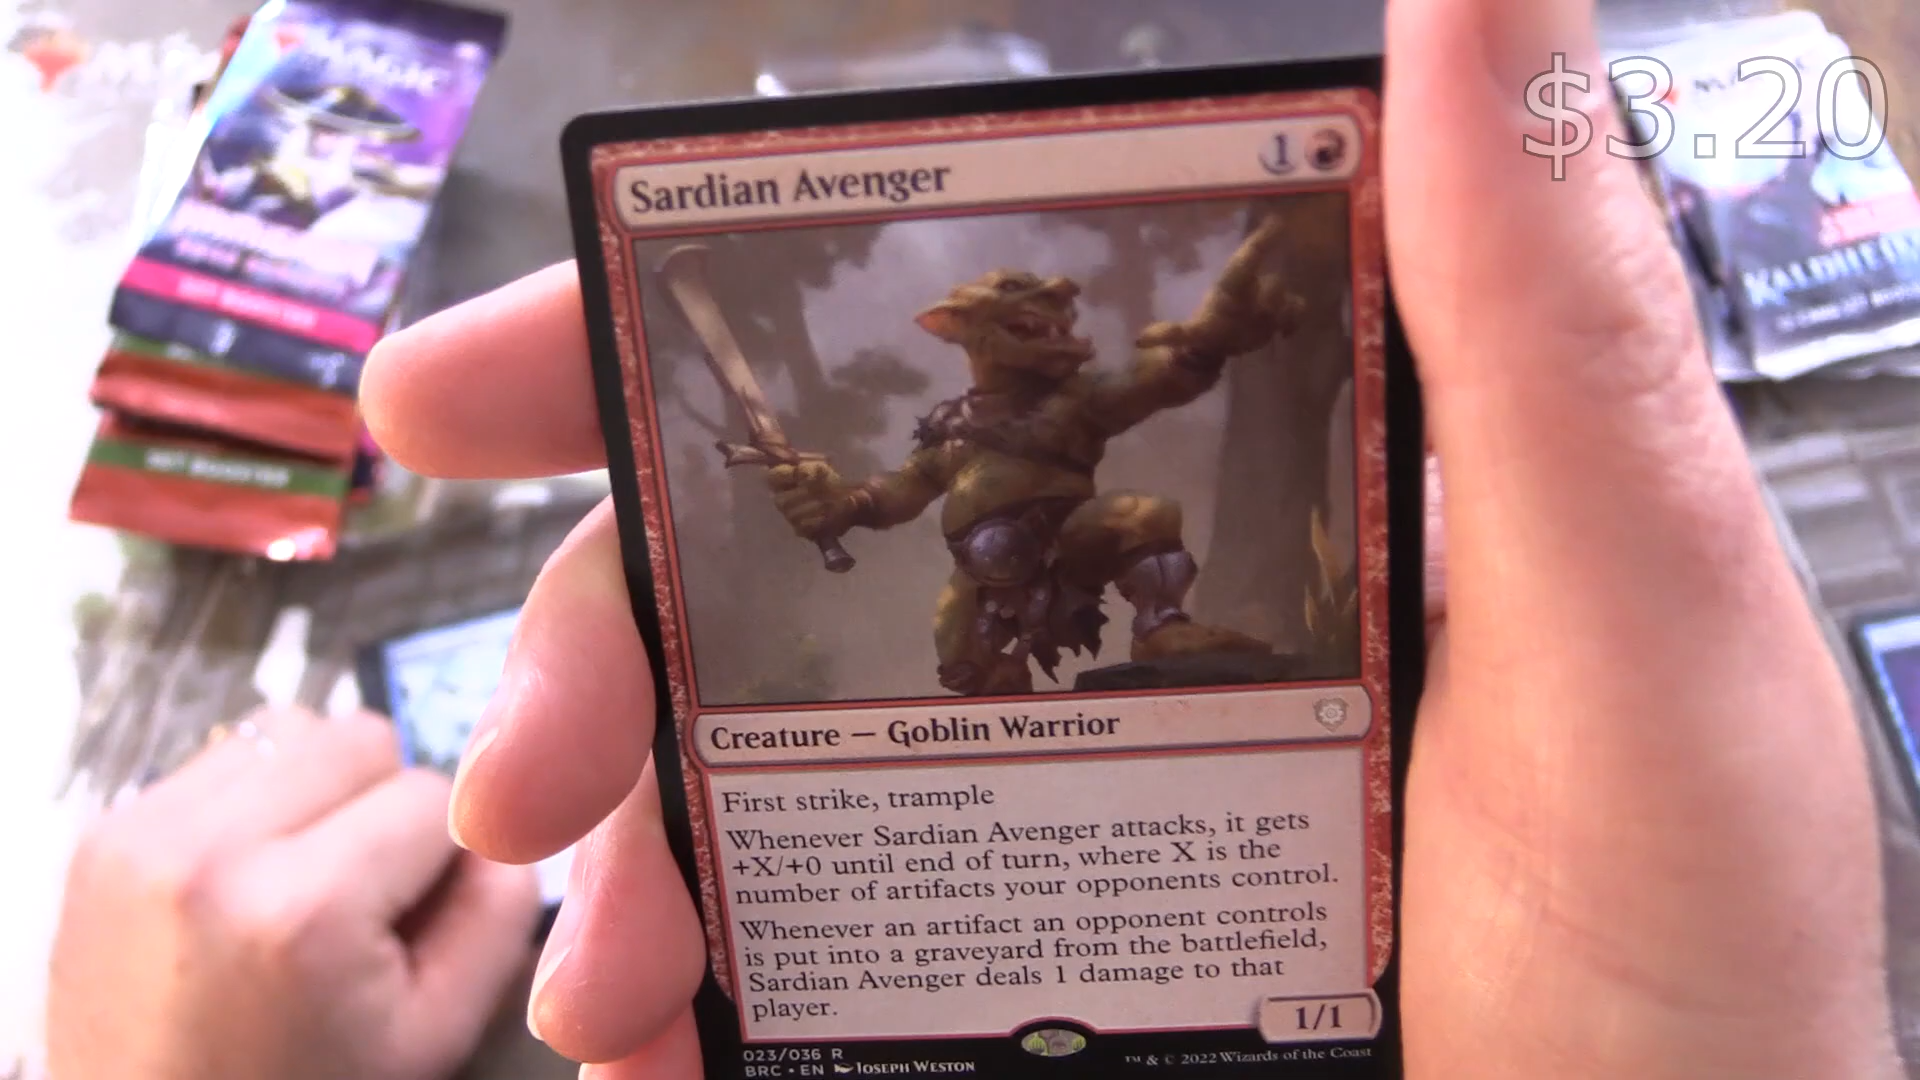 $3.20
MAGIC
SET BOOSTER
KALDHEIM
Sardian Avenger 1
Creature — Goblin Warrior
First strike, trample
Whenever Sardian Avenger attacks, it gets
+X/+0 until end of turn, where X is the
number of artifacts your opponents control.
Whenever an artifact an opponent controls
is put into a graveyard from the battlefield,
Sardian Avenger deals 1 damage to that
player.
1/1
023/036 R
BRC • EN JOSEPH WESTON
™ & © 2022 Wizards of the Coast